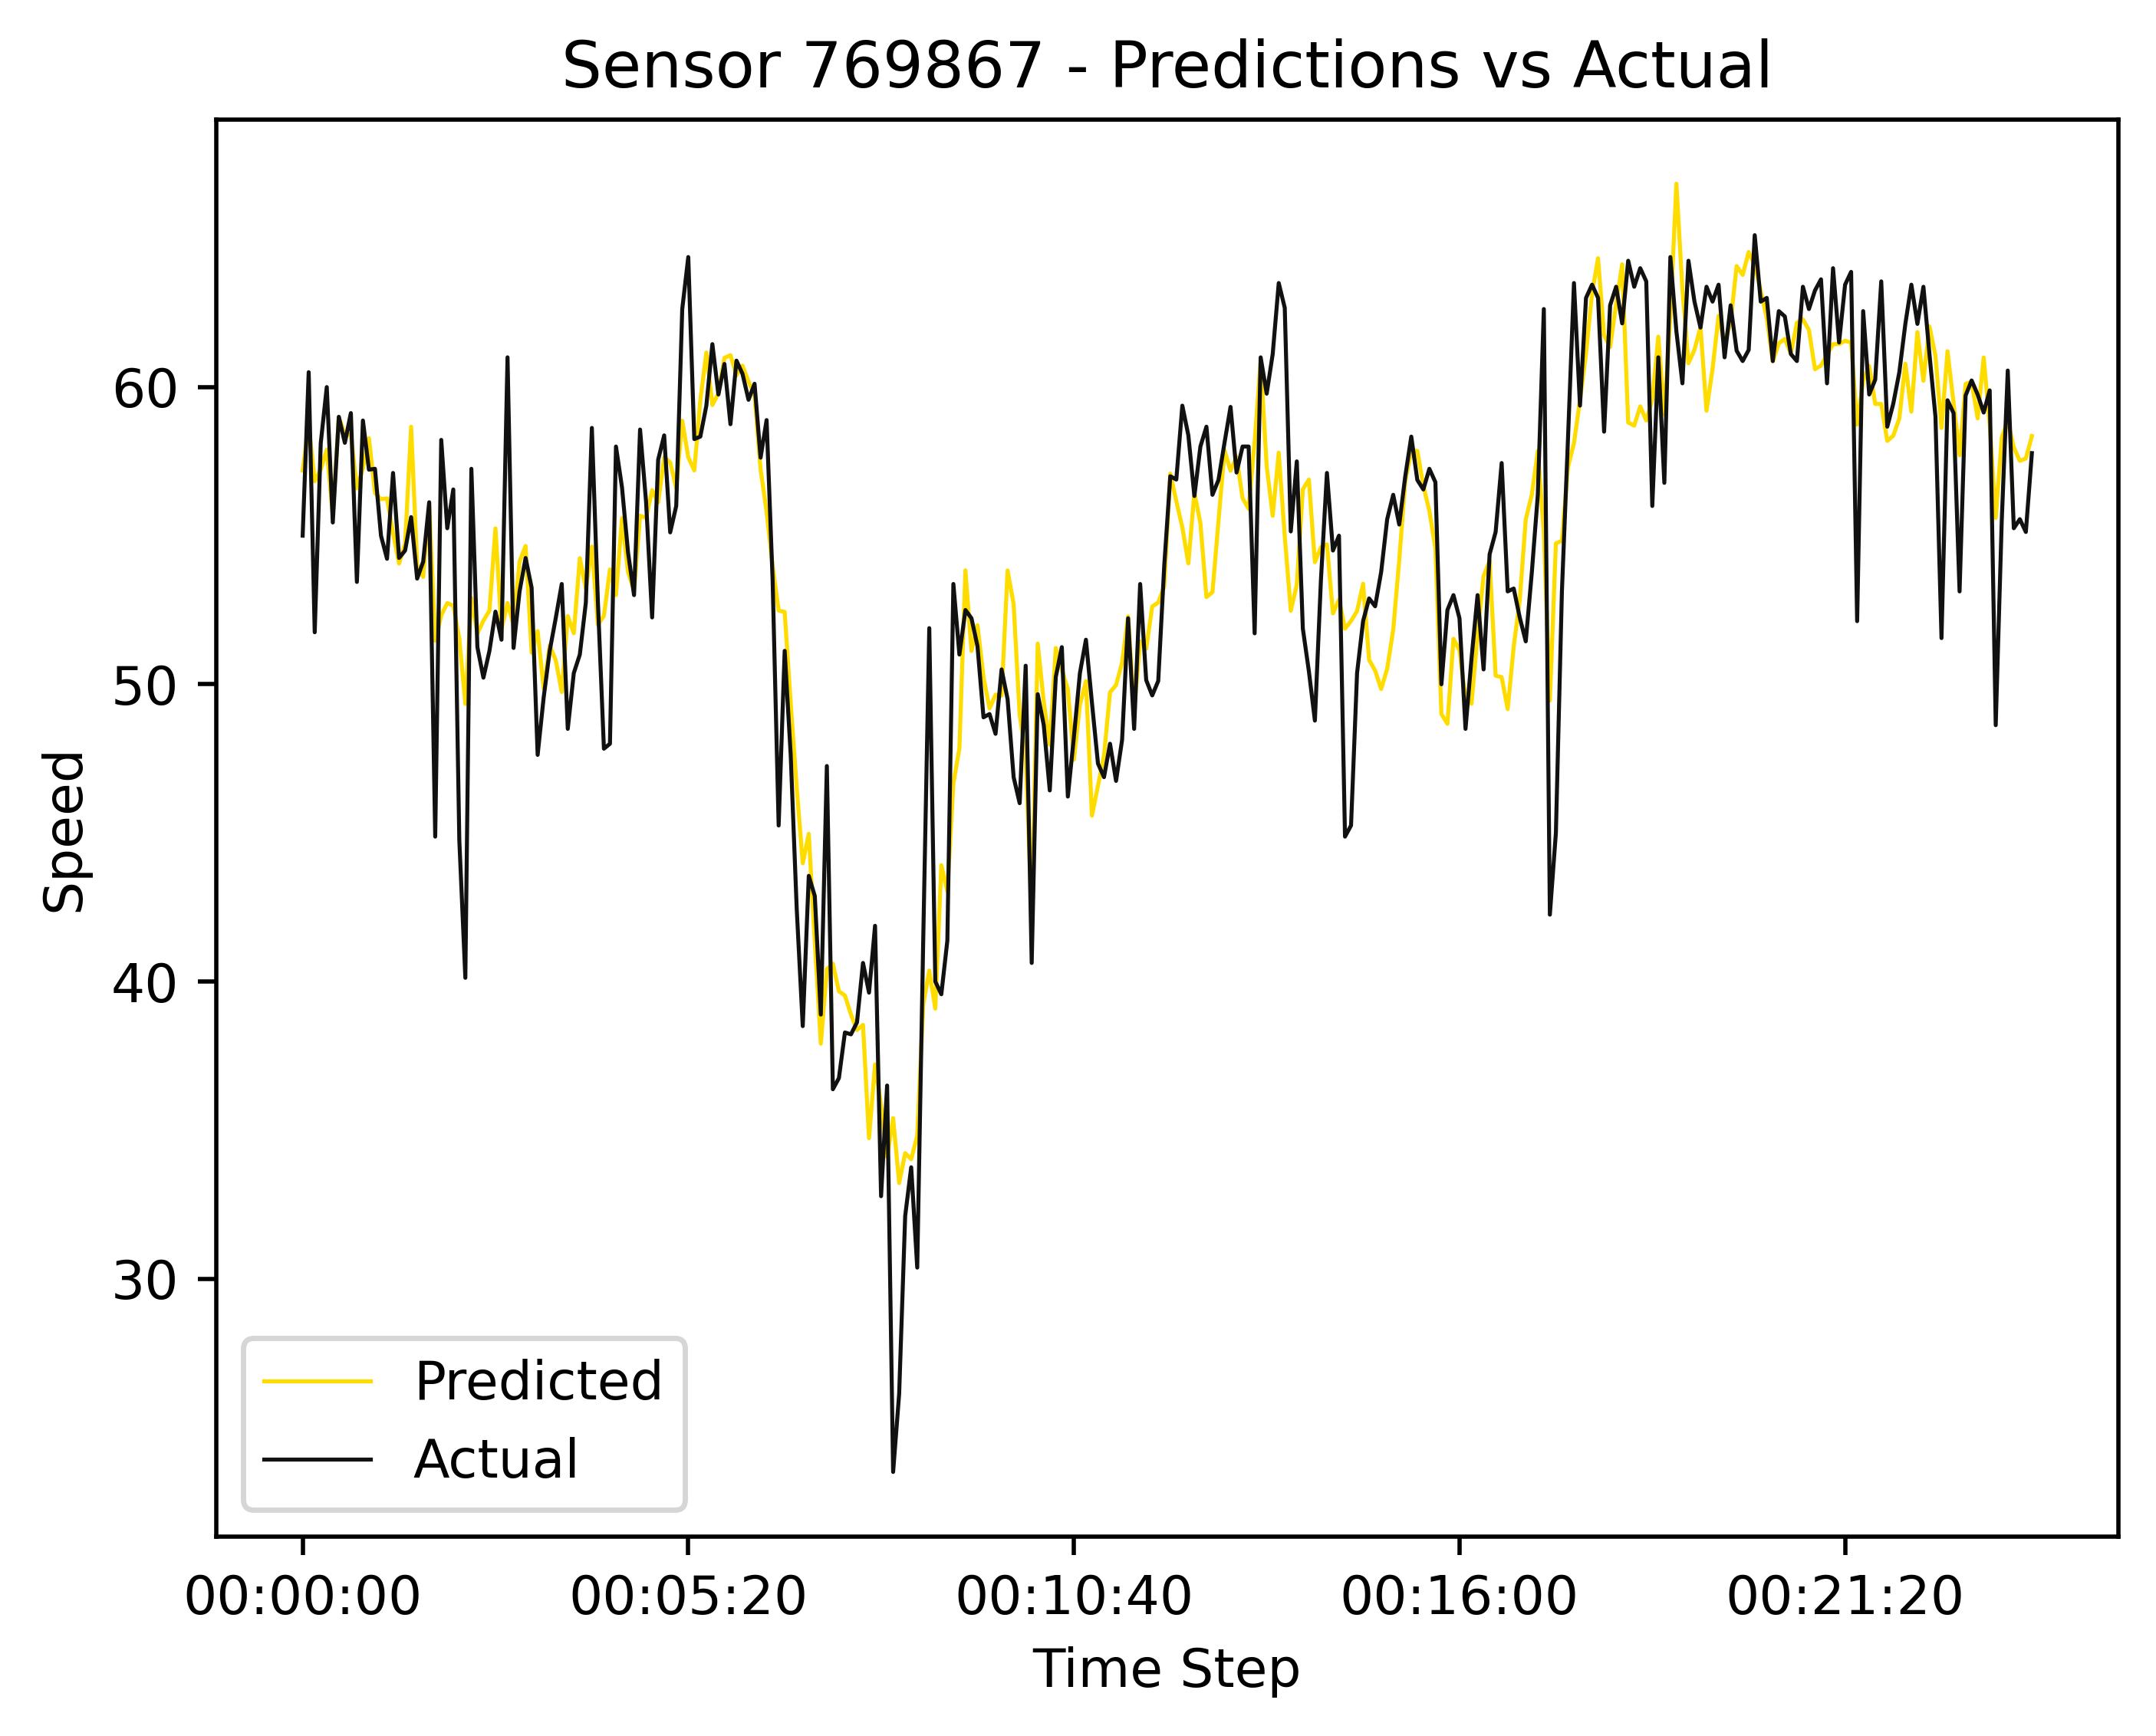 Sensor 769867 - Predictions vs Actual
60
50
40
30
Speed
Predicted
Actual
00:00:00 00:05:20 00:10:40 00:16:00 00:21:20
Time Step